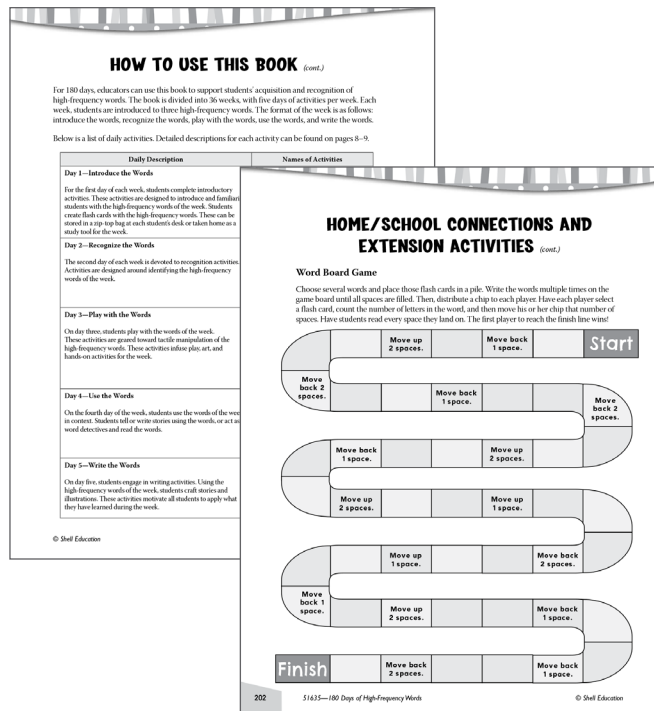 HOW TO USE THIS BOOK (cont.)
For 180 days, educators can use this book to support students' acquisition and recognition of
high-frequency words. The book is divided into 36 weeks, with five days of activities per week. Each
week, students are introduced to three high-frequency words. The format of the week is as follows:
introduce the words, recognize the words, play with the words, use the words, and write the words.
Below is a list of daily activities. Detailed descriptions for each activity can be found on pages 8–9.
Daily Description
Names of Activities
Day 1—Introduce the Words
For the first day of each week, students complete introductory
activities. These activities are designed to introduce and familiari
students with the high-frequency words of the week. Students
create flash cards with the high-frequency words. These can be
stored in a zip-top bag at each student's desk or taken home as a
study tool for the week.
Day 2—Recognize the Words
The second day of each week is devoted to recognition activities.
Activities are designed around identifying the high-frequency
words of the week.
Day 3—Play with the Words
On day three, students play with the words of the week.
These activities are geared toward tactile manipulation of the
high-frequency words. These activities infuse play, art, and
hands-on activities for the week.
Day 4—Use the Words
On the fourth day of the week, students use the words of the wee
in context. Students tell or write stories using the words, or act as
word detectives and read the words.
Day 5—Write the Words
On day five, students engage in writing activities. Using the
high-frequency words of the week, students craft stories and
illustrations. These activities motivate all students to apply what
they have learned during the week.
© Shell Education
HOME/SCHOOL CONNECTIONS AND
EXTENSION ACTIVITIES (cont.)
Word Board Game
Choose several words and place those flash cards in a pile. Write the words multiple times on the
game board until all spaces are filled. Then, distribute a chip to each player. Have each player select
a flash card, count the number of letters in the word, and then move his or her chip that number of
spaces. Have students read every space they land on. The first player to reach the finish line wins!
Start
Move back
1 space.
Move up
2 spaces.
Move
back 2
spaces.
Move back
1 space.
Move
back 2
spaces.
Move up
2 spaces.
Move back
1 space.
Move up
2 spaces.
Move up
1 space.
Move back
2 spaces.
Move up
1 space.
Move
back 1
space.
Move up
2 spaces.
Move back
1 space.
Move back
1 space.
Move back
2 spaces.
Finish
202
51635—180 Days of High-Frequency Words
© Shell Education